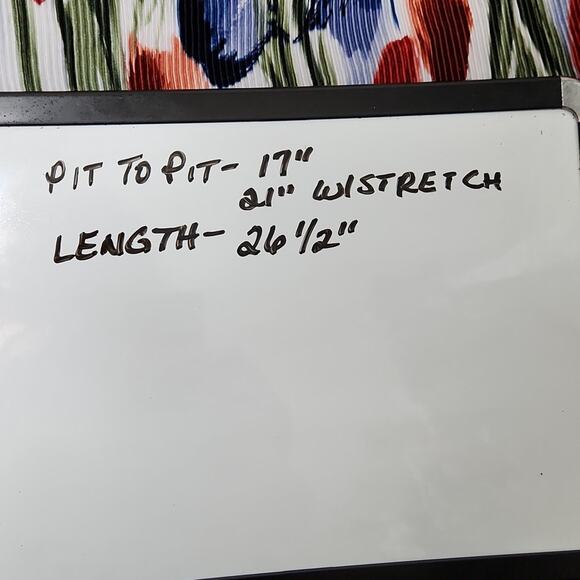 PIT TO PIT- 17"
21" W/STRETCH
LENGTH- 26 1/2"